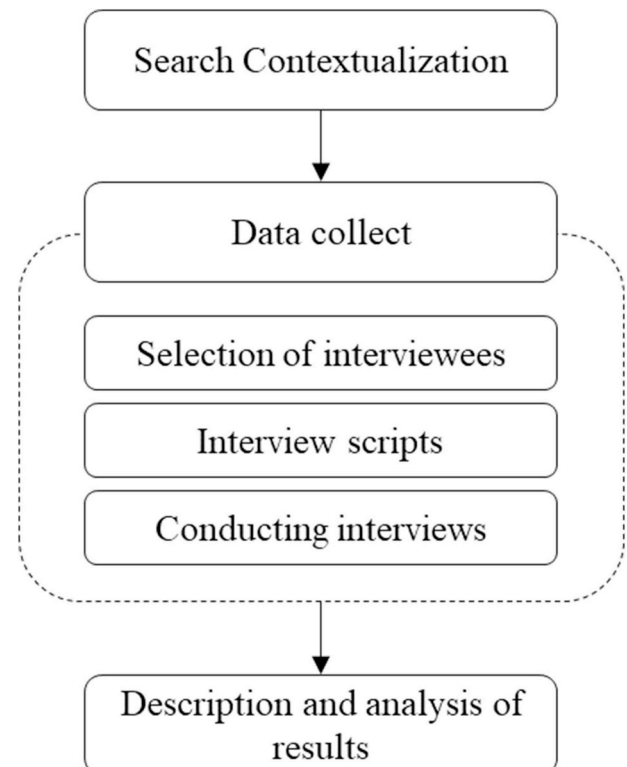 Search Contextualization
Data collect
Selection of interviewees
Interview scripts
Conducting interviews
Description and analysis of
results